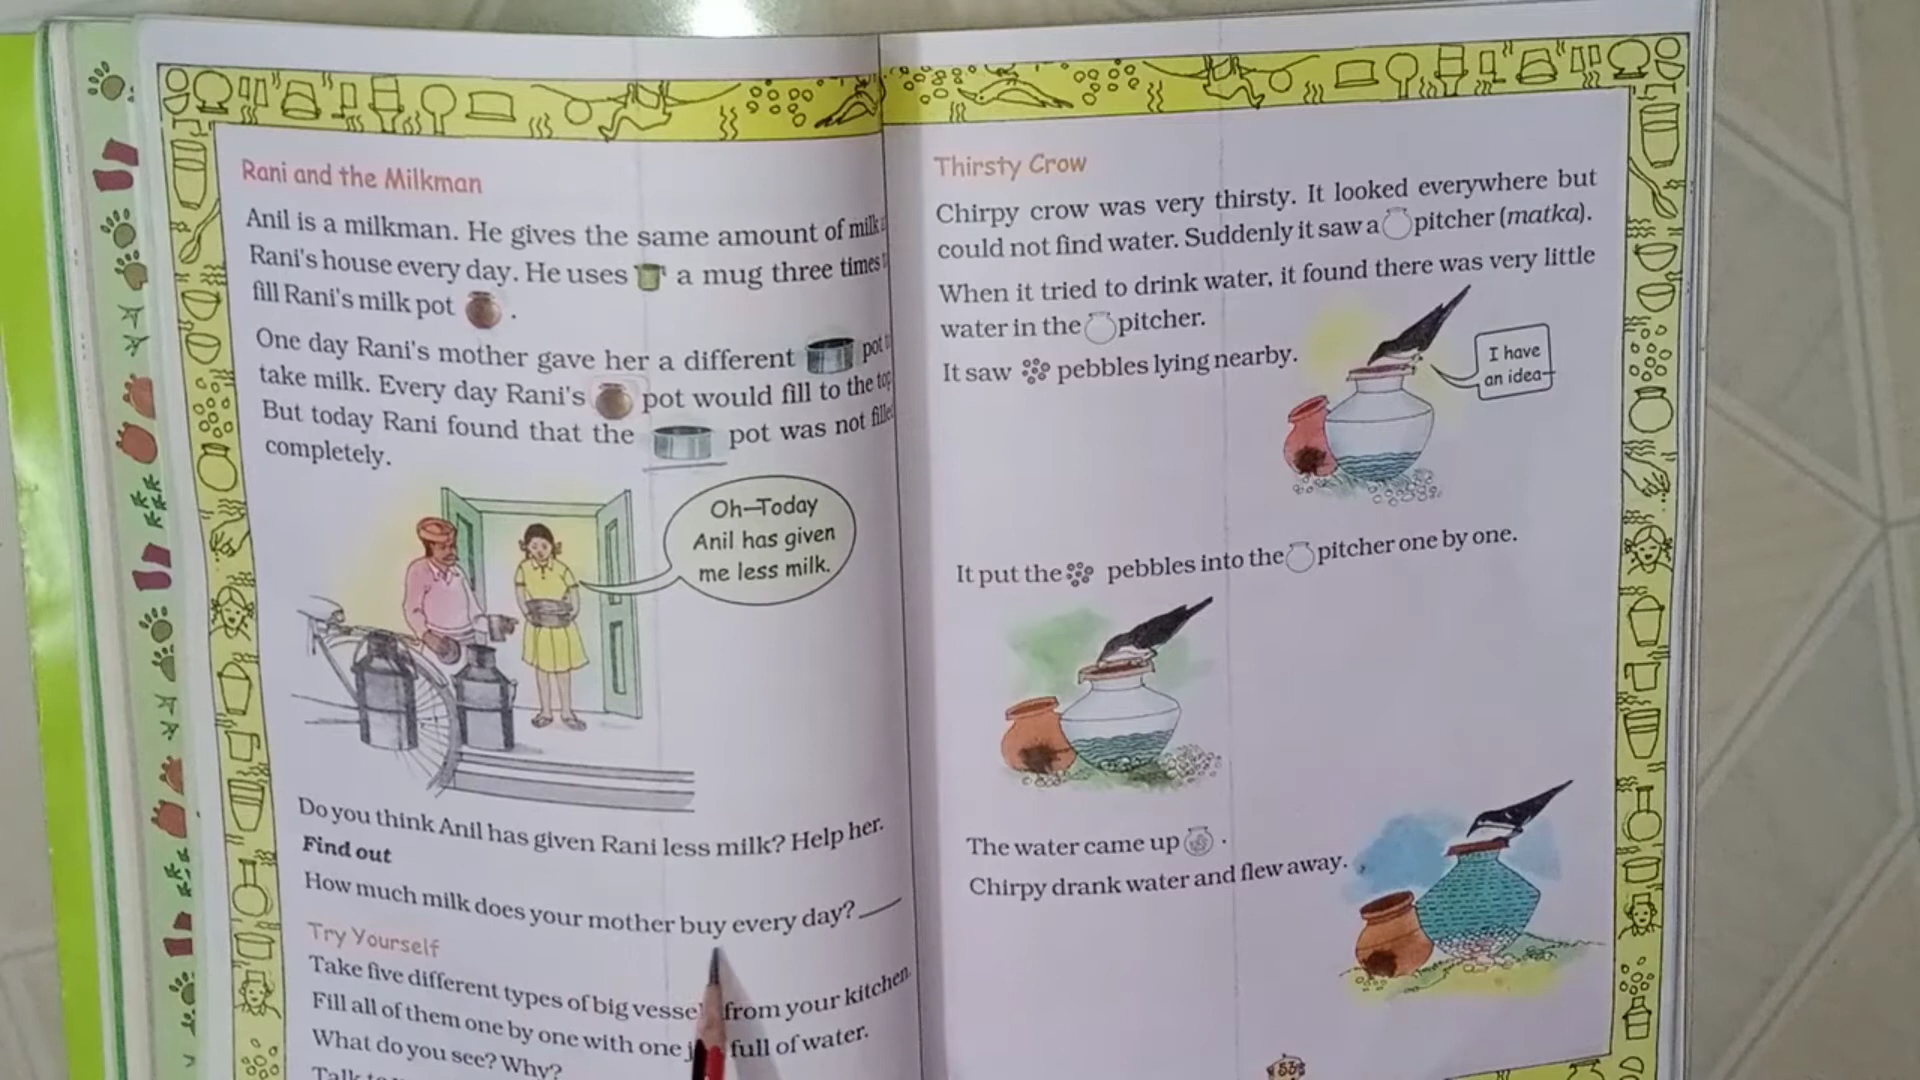 Rani and the Milkman
Anil is a milkman. He gives the same amount of milk
Rani's house every day. He uses a mug three times
fill Rani's milk pot .
One day Rani's mother gave her a different pot
take milk. Every day Rani's pot would fill to the top
But today Rani found that the pot was not
completely.
Oh–Today
Anil has given
me less milk.
Do you think Anil has given Rani less milk? Help her.
Find out
How much milk does your mother buy every day?
Try Yourself
Take five different types of big from your kitchen.
Fill all of them one by one with one full of water.
What do you see? Why?
Thirsty Crow
Chirpy crow was very thirsty. It looked everywhere but
could not find water. Suddenly it saw a pitcher (matka).
When it tried to drink water, it found there was very little
water in the pitcher.
It saw pebbles lying nearby.
I have
an idea–
It put the pebbles into the pitcher one by one.
The water came up .
Chirpy drank water and flew away.
53